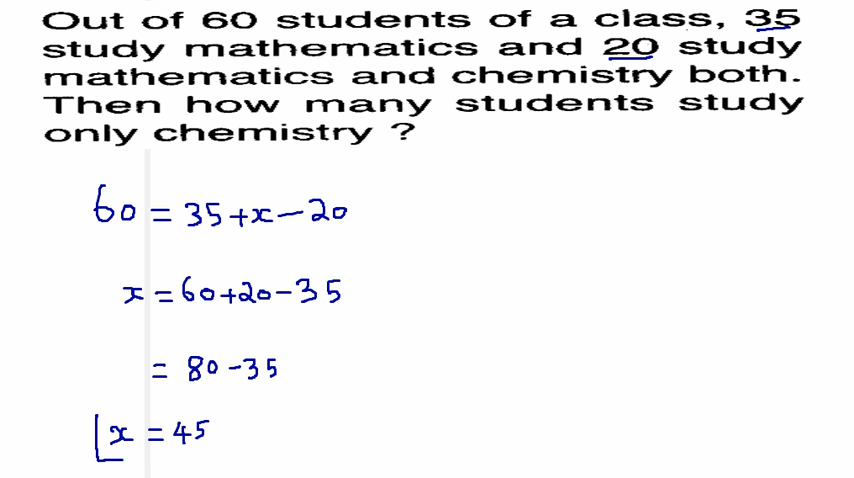 Out of 60 students of a class, 35
study mathematics and 20 study
mathematics and chemistry both.
Then how many students study
only chemistry ?
60 = 35 + x - 20
x = 60 + 20 - 35
= 80 - 35
x = 45